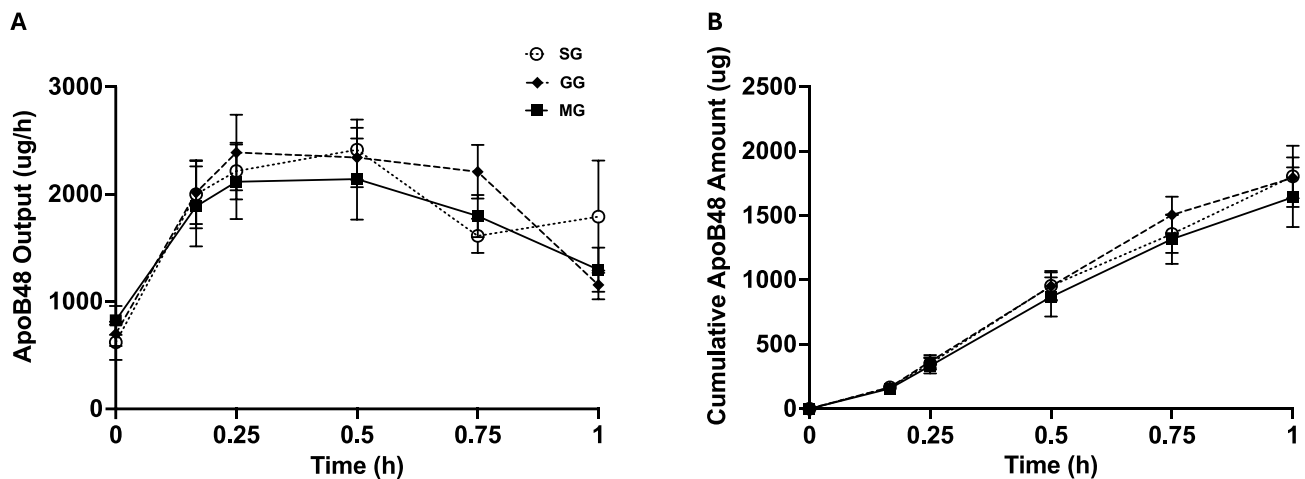 A
SG
GG
MG
ApoB48 Output (ug/h)
3000
2000
1000
0
0 0.25 0.5 0.75 1
Time (h)
B
Cumulative ApoB48 Amount (ug)
2500
2000
1500
1000
500
0
0 0.25 0.5 0.75 1
Time (h)